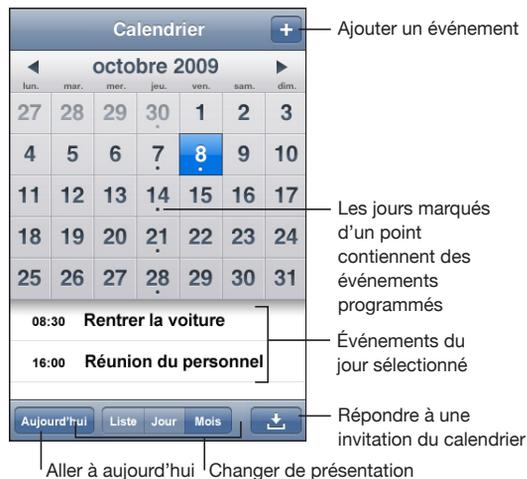 Calendrier
+
Ajouter un événement
octobre 2009
lun. mar. mer. jeu. ven. sam. dim.
27 28 29 30 1 2 3
4 5 6 7 8 9 10
11 12 13 14 15 16 17
18 19 20 21 22 23 24
25 26 27 28 29 30 31
Les jours marqués
d'un point
contiennent des
événements
programmés
08:30 Rentrer la voiture
16:00 Réunion du personnel
Événements du
jour sélectionné
Aujourd'hui Liste Jour Mois
Répondre à une
invitation du calendrier
Aller à aujourd'hui
Changer de présentation